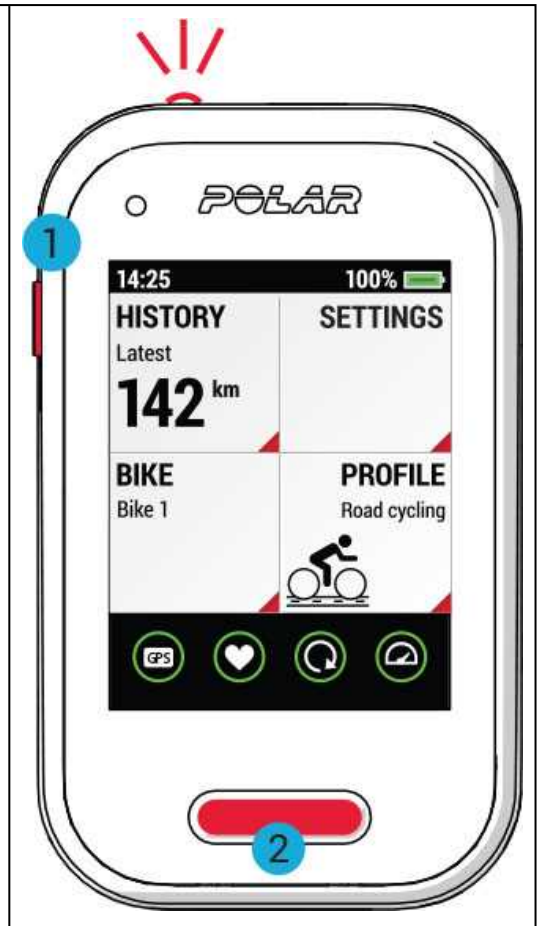 POLAR
1
14:25 100%
HISTORY SETTINGS
Latest
142 km
BIKE PROFILE
Bike 1 Road cycling
GPS
2